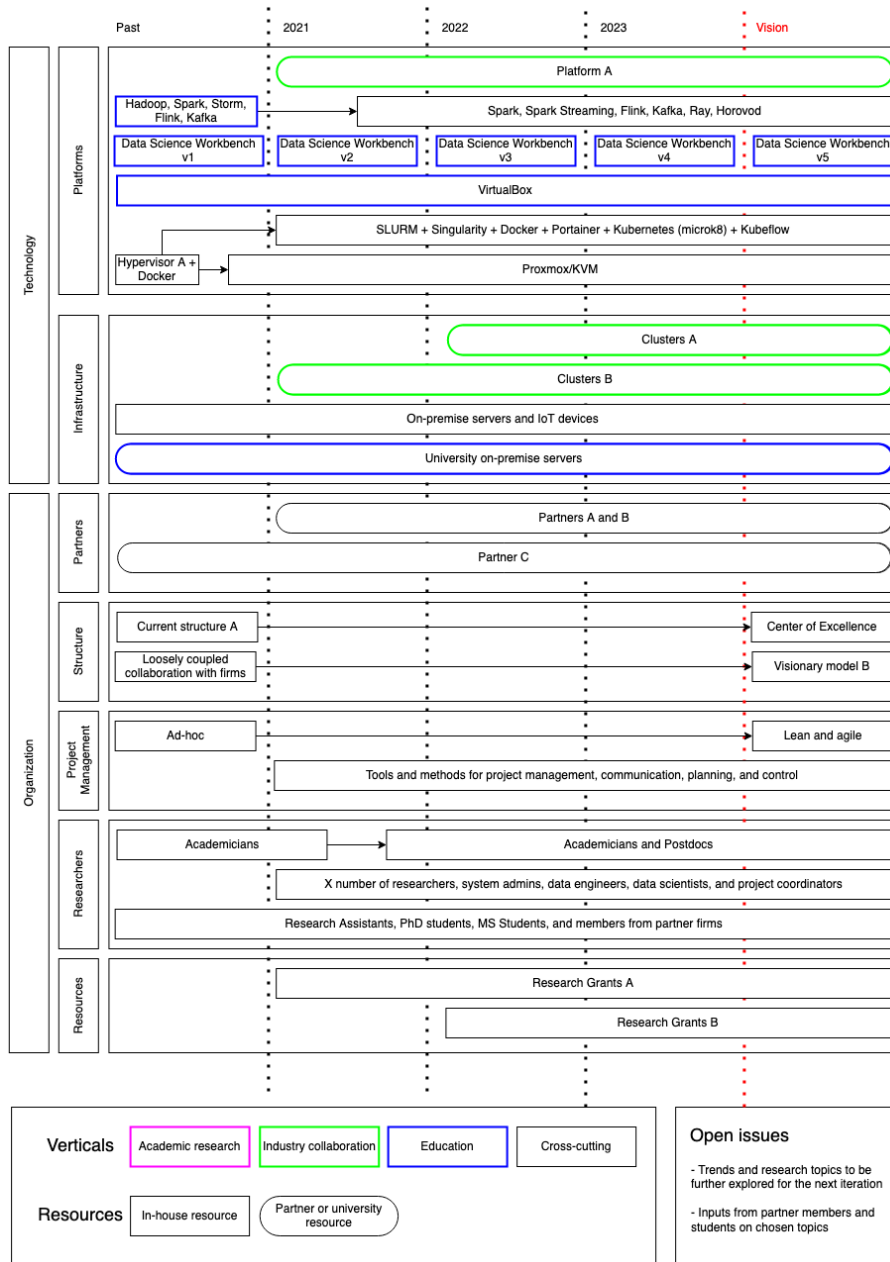 Past
2021
2022
2023
Vision
Technology
Platforms
Platform A
Hadoop, Spark, Storm,
Flink, Kafka
Spark, Spark Streaming, Flink, Kafka, Ray, Horovod
Data Science Workbench
v1
Data Science Workbench
v2
Data Science Workbench
v3
Data Science Workbench
v4
Data Science Workbench
v5
VirtualBox
SLURM + Singularity + Docker + Portainer + Kubernetes (microk8) + Kubeflow
Hypervisor A +
Docker
Proxmox/KVM
Infrastructure
Clusters A
Clusters B
On-premise servers and IoT devices
University on-premise servers
Organization
Partners
Partners A and B
Partner C
Structure
Current structure A
Center of Excellence
Loosely coupled
collaboration with firms
Visionary model B
Project
Management
Ad-hoc
Lean and agile
Tools and methods for project management, communication, planning, and control
Researchers
Academicians
Academicians and Postdocs
X number of researchers, system admins, data engineers, data scientists, and project coordinators
Research Assistants, PhD students, MS Students, and members from partner firms
Resources
Research Grants A
Research Grants B
Verticals
Academic research
Industry collaboration
Education
Cross-cutting
Resources
In-house resource
Partner or university
resource
Open issues
- Trends and research topics to be
further explored for the next iteration
- Inputs from partner members and
students on chosen topics